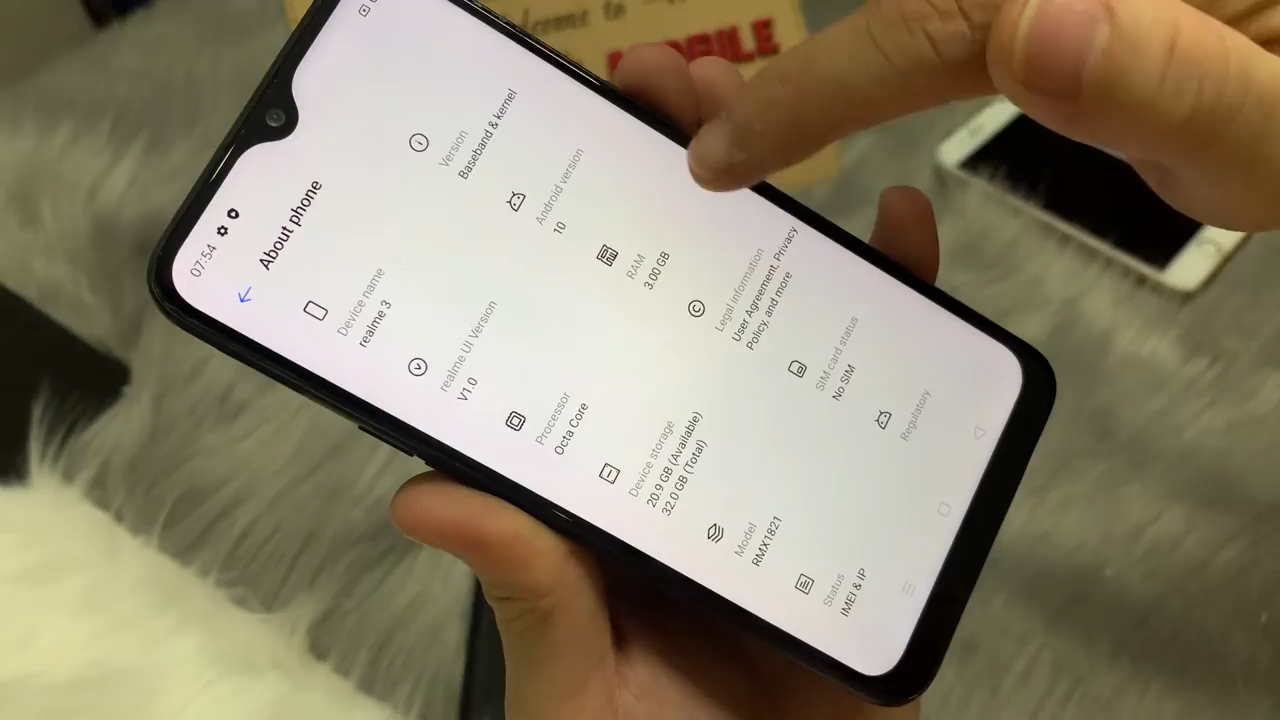 07:54
About phone
Device name
realme 3
Version
Baseband & kernel
realme UI Version
V1.0
Android version
10
Processor
Octa Core
RAM
3.00 GB
Device storage
20.9 GB (Available)
32.0 GB (Total)
Legal information
User Agreement, Privacy
Policy, and more
Model
RMX1821
SIM card status
No SIM
Status
IMEI & IP
Regulatory
to
MOBILE